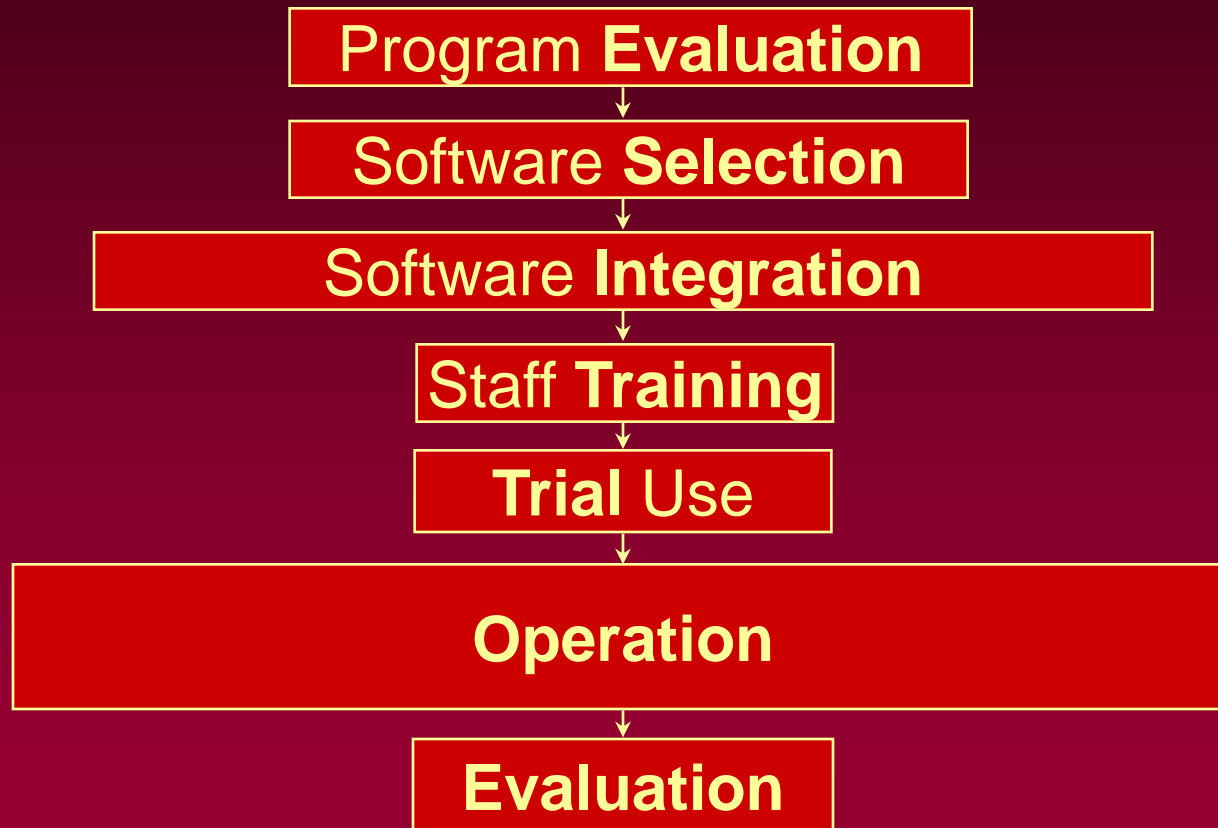 Program Evaluation
Software Selection
Software Integration
Staff Training
Trial Use
Operation
Evaluation